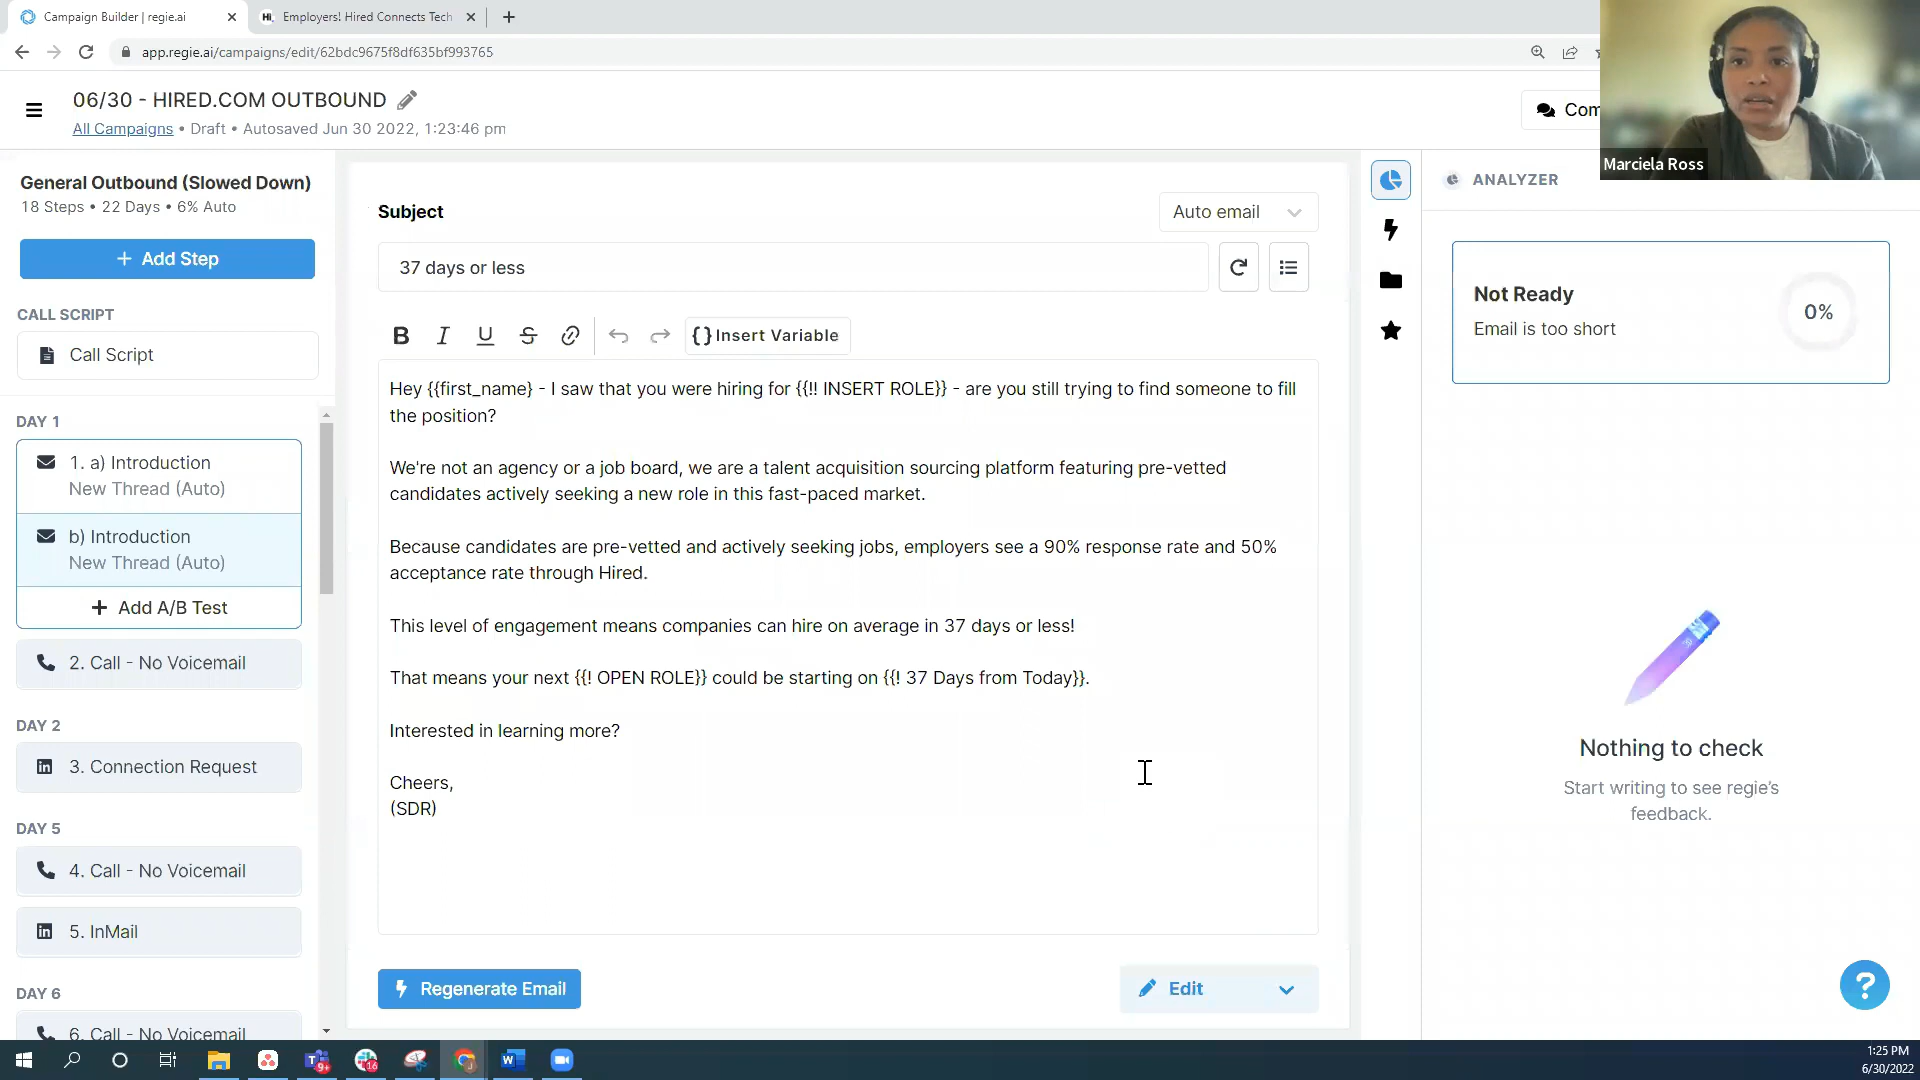 Campaign Builder | regie.ai
Employers! Hired Connects Tech
app.regie.ai/campaigns/edit/62bdc9675f8df635bf993765
06/30 - HIRED.COM OUTBOUND
All Campaigns • Draft • Autosaved Jun 30 2022, 1:23:46 pm
Com
Marciela Ross
General Outbound (Slowed Down)
18 Steps • 22 Days • 6% Auto
+ Add Step
CALL SCRIPT
Call Script
DAY 1
1. a) Introduction
New Thread (Auto)
b) Introduction
New Thread (Auto)
+ Add A/B Test
2. Call - No Voicemail
DAY 2
3. Connection Request
DAY 5
4. Call - No Voicemail
5. InMail
DAY 6
6. Call - No Voicemail
Subject
Auto email
37 days or less
B I U S
{} Insert Variable
Hey {{first_name} - I saw that you were hiring for {{!! INSERT ROLE}} - are you still trying to find someone to fill
the position?
We're not an agency or a job board, we are a talent acquisition sourcing platform featuring pre-vetted
candidates actively seeking a new role in this fast-paced market.
Because candidates are pre-vetted and actively seeking jobs, employers see a 90% response rate and 50%
acceptance rate through Hired.
This level of engagement means companies can hire on average in 37 days or less!
That means your next {{! OPEN ROLE}} could be starting on {{! 37 Days from Today}}.
Interested in learning more?
Cheers,
(SDR)
Regenerate Email
Edit
ANALYZER
Not Ready
Email is too short
0%
Nothing to check
Start writing to see regie's
feedback.
?
9+
16
1:25 PM
6/30/2022